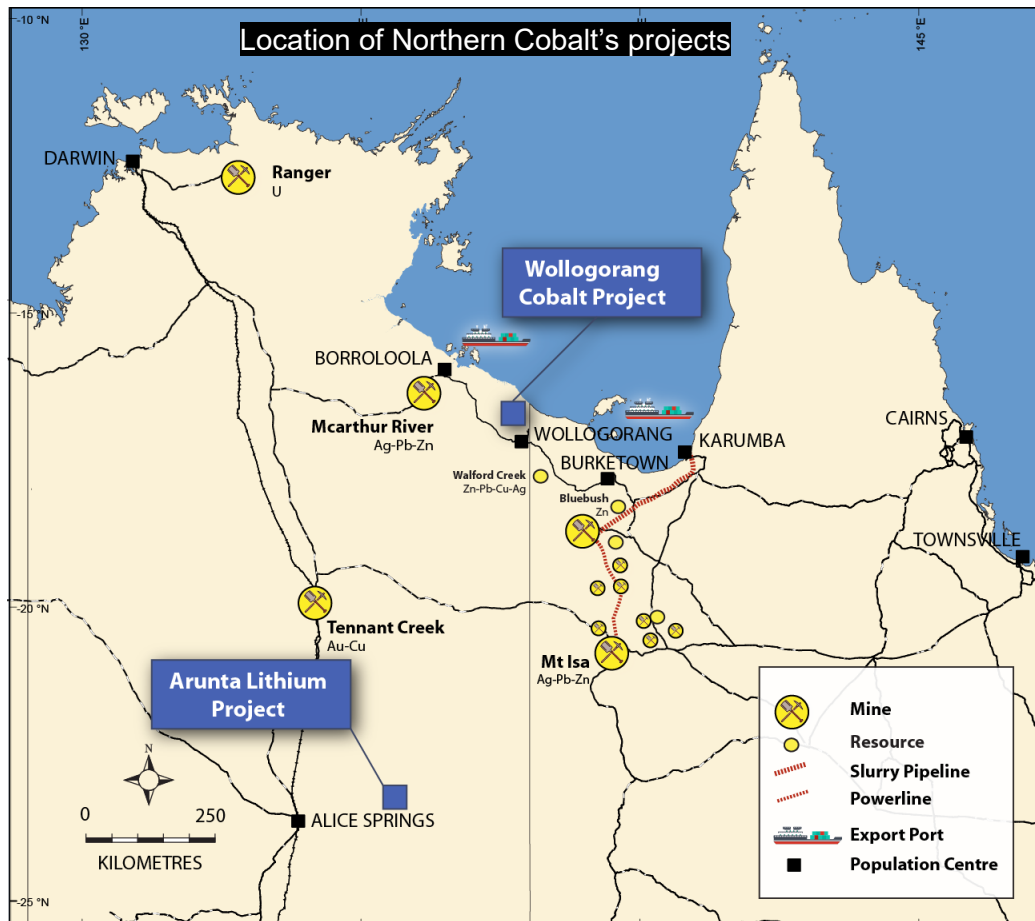 -10 °N
130 °E
145 °E
Location of Northern Cobalt's projects
DARWIN
Ranger
U
Wollogorang
Cobalt Project
-15 °N
BORROLOOLA
Mcarthur River
Ag-Pb-Zn
WOLLOGORANG
KARUMBA
CAIRNS
Walford Creek
Zn-Pb-Cu-Ag
BURKETOWN
Bluebush
Zn
TOWNSVILLE
-20 °N
Tennant Creek
Au-Cu
Mt Isa
Ag-Pb-Zn
Arunta Lithium
Project
N
0 250
KILOMETRES
ALICE SPRINGS
Mine
Resource
Slurry Pipeline
Powerline
Export Port
Population Centre
-25 °N